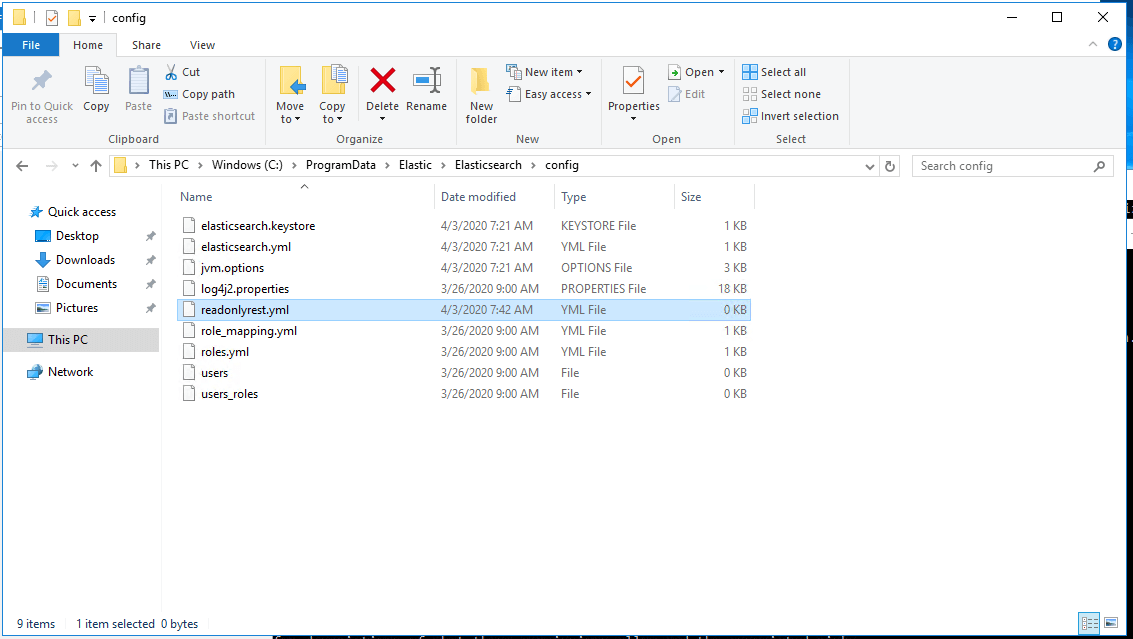 config
File Home Share View
Pin to Quick access
Copy
Paste
Cut
Copy path
Paste shortcut
Clipboard
Move to
Copy to
Delete
Rename
Organize
New folder
New item
Easy access
New
Properties
Open
Edit
Open
Select all
Select none
Invert selection
Select
This PC > Windows (C:) > ProgramData > Elastic > Elasticsearch > config
Search config
Quick access
Desktop
Downloads
Documents
Pictures
This PC
Network
Name Date modified Type Size
elasticsearch.keystore 4/3/2020 7:21 AM KEYSTORE File 1 KB
elasticsearch.yml 4/3/2020 7:21 AM YML File 1 KB
jvm.options 4/3/2020 7:21 AM OPTIONS File 3 KB
log4j2.properties 3/26/2020 9:00 AM PROPERTIES File 18 KB
readonlyrest.yml 4/3/2020 7:42 AM YML File 0 KB
role_mapping.yml 3/26/2020 9:00 AM YML File 1 KB
roles.yml 3/26/2020 9:00 AM YML File 1 KB
users 3/26/2020 9:00 AM File 0 KB
users_roles 3/26/2020 9:00 AM File 0 KB
9 items 1 item selected 0 bytes